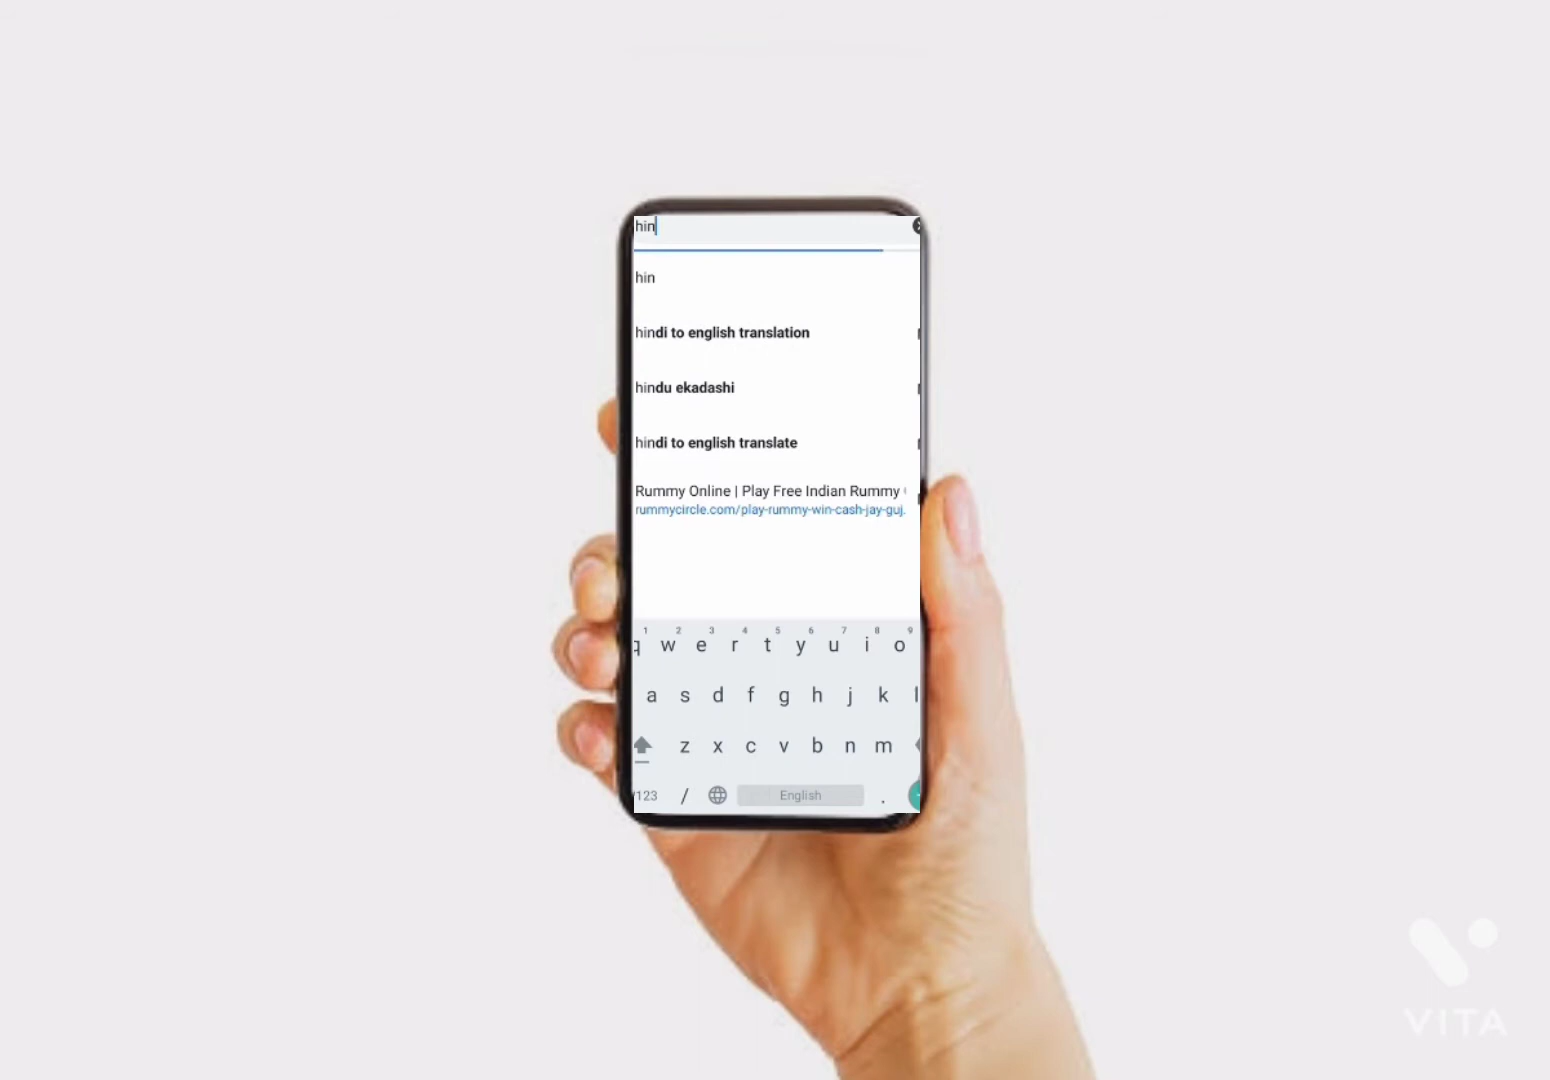 hin
hin
hindi to english translation
hindu ekadashi
hindi to english translate
Rummy Online | Play Free Indian Rummy
rummycircle.com/play-rummy-win-cash-jay-guj.
1 2 3 4 5 6 7 8 9
q w e r t y u i o
a s d f g h j k l
z x c v b n m
/123 / English .
VITA